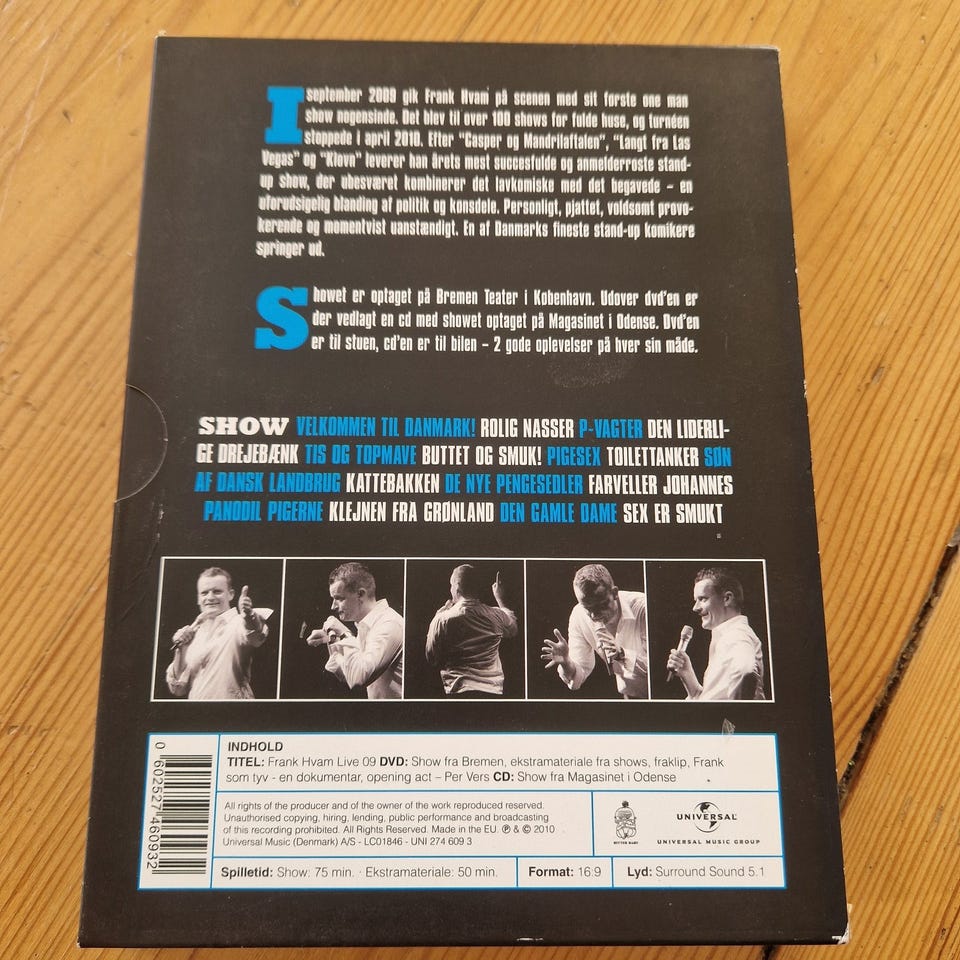 I september 2009 gik Frank Hvam på scenen med sit første one man
show nogensinde. Det blev til over 100 shows for fulde huse, og turnéen
stoppede i april 2010. Efter "Casper og Mandrilaftalen", "Langt fra Las
Vegas" og "Klovn" leverer han årets mest succesfulde og anmelderroste stand-
up show, der ubesværet kombinerer det lavkomiske med det begavede – en
uforudsigelig blanding af politik og kønsdele. Personligt, pjattet, voldsomt provo-
kerende og momentvist uanstændigt. En af Danmarks fineste stand-up komikere
springer ud.
Showet er optaget på Bremen Teater i København. Udover dvd'en er
der vedlagt en cd med showet optaget på Magasinet i Odense. Dvd'en
er til stuen, cd'en er til bilen – 2 gode oplevelser på hver sin måde.
SHOW VELKOMMEN TIL DANMARK! ROLIG NASSER P-VAGTER DEN LIDERLI-
GE DREJEBÆNK TIS OG TOPMAVE BUTTET OG SMUK! PIGESEX TOILETTANKER SØN
AF DANSK LANDBRUG KATTEBAKKEN DE NYE PENGESEDLER FARVELLER JOHANNES
PANODIL PIGERNE KLEJNEN FRA GRØNLAND DEN GAMLE DAME SEX ER SMUKT
0 602527 460932
INDHOLD
TITEL: Frank Hvam Live 09 DVD: Show fra Bremen, ekstramateriale fra shows, fraklip, Frank
som tyv - en dokumentar, opening act – Per Vers CD: Show fra Magasinet i Odense
All rights of the producer and of the owner of the work reproduced reserved.
Unauthorised copying, hiring, lending, public performance and broadcasting
of this recording prohibited. All Rights Reserved. Made in the EU. ℗ & © 2010
Universal Music (Denmark) A/S - LC01846 - UNI 274 609 3
UNIVERSAL
UNIVERSAL MUSIC GROUP
Spilletid: Show: 75 min. · Ekstramateriale: 50 min.
Format: 16:9
Lyd: Surround Sound 5.1